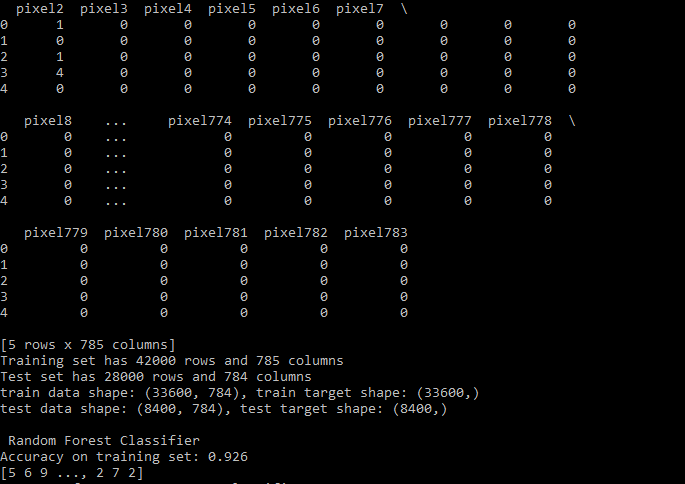 pixel2 pixel3 pixel4 pixel5 pixel6 pixel7 \
0 1 0 0 0 0 0 0 0 0
1 0 0 0 0 0 0 0 0 0
2 1 0 0 0 0 0 0 0 0
3 4 0 0 0 0 0 0 0 0
4 0 0 0 0 0 0 0 0 0
pixel8 ... pixel774 pixel775 pixel776 pixel777 pixel778 \
0 0 ... 0 0 0 0 0
1 0 ... 0 0 0 0 0
2 0 ... 0 0 0 0 0
3 0 ... 0 0 0 0 0
4 0 ... 0 0 0 0 0
pixel779 pixel780 pixel781 pixel782 pixel783
0 0 0 0 0 0
1 0 0 0 0 0
2 0 0 0 0 0
3 0 0 0 0 0
4 0 0 0 0 0
[5 rows x 785 columns]
Training set has 42000 rows and 785 columns
Test set has 28000 rows and 784 columns
train data shape: (33600, 784), train target shape: (33600,)
test data shape: (8400, 784), test target shape: (8400,)
Random Forest Classifier
Accuracy on training set: 0.926
[5 6 9 ..., 2 7 2]